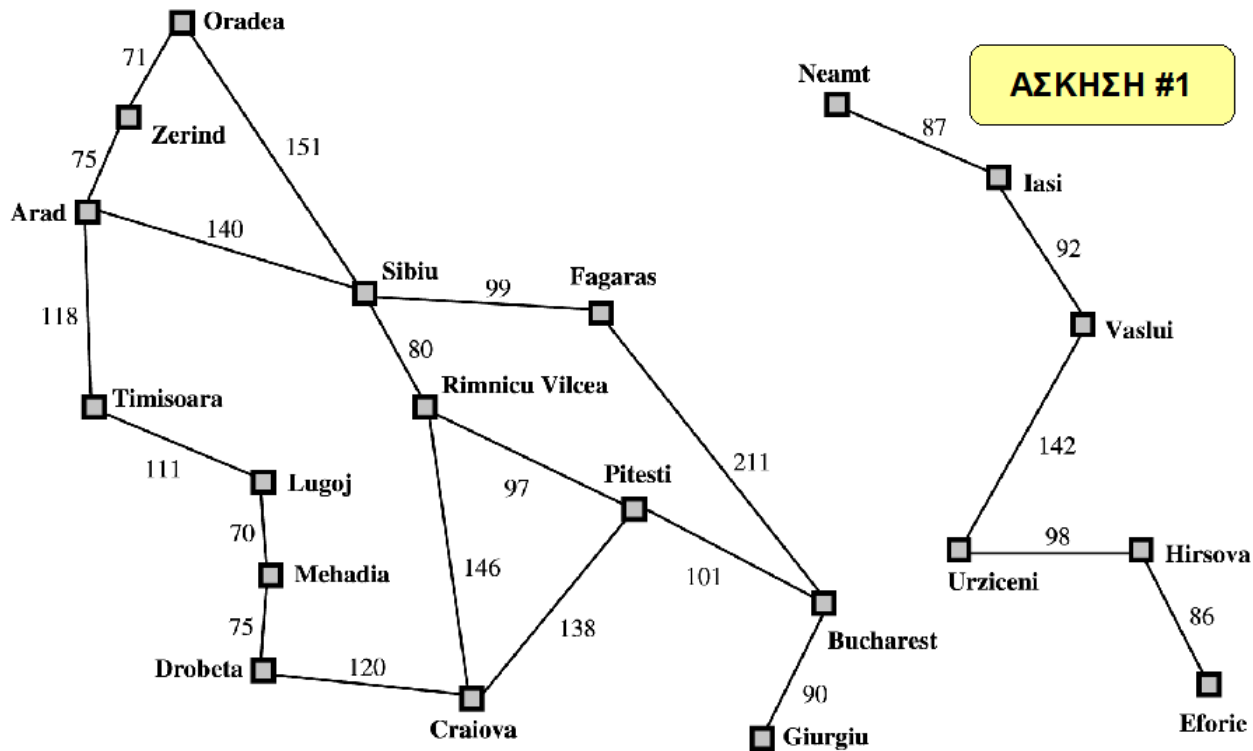 Oradea
71
Neamt
ΑΣΚΗΣΗ #1
87
Zerind
151
75
Iasi
Arad
140
92
Sibiu
Fagaras
99
118
Vaslui
80
Timisoara
Rimnicu Vilcea
142
211
111
Pitesti
Lugoj
97
70
98
Hirsova
146
Mehadia
101
Urziceni
86
75
138
Bucharest
Drobeta
120
90
Eforie
Craiova
Giurgiu